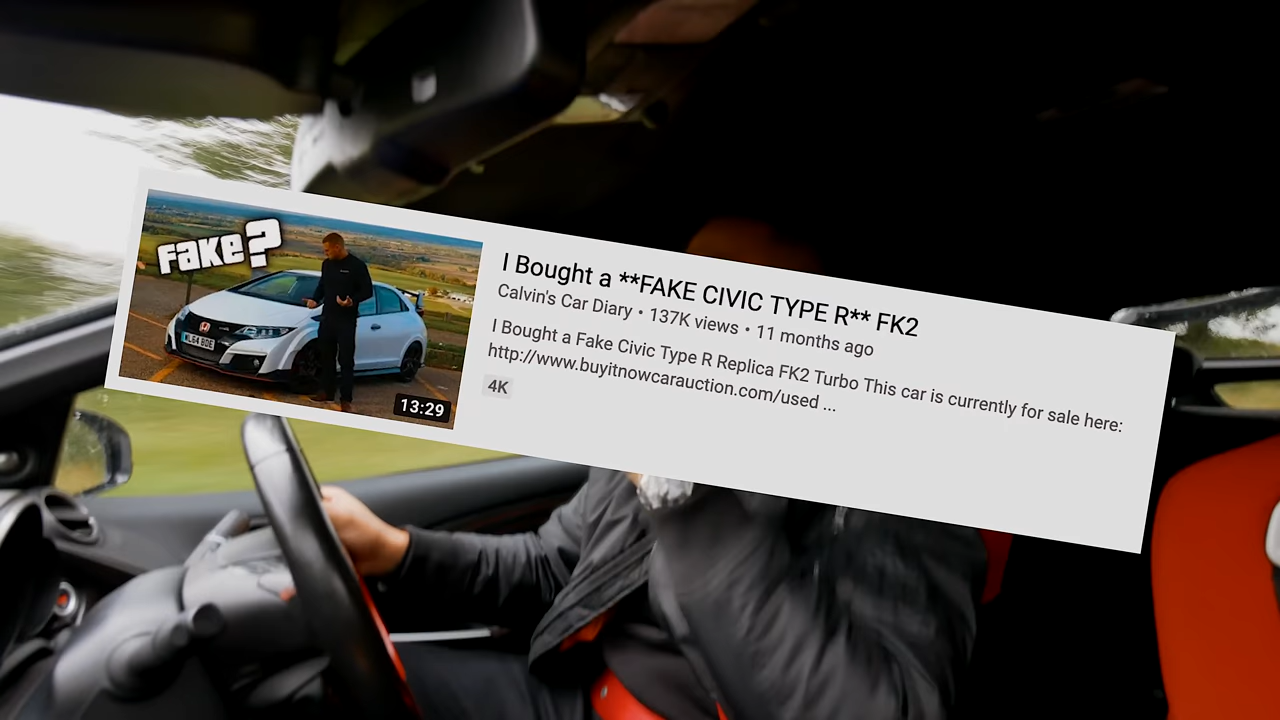 FAKE?
WL64 BDE
13:29
I Bought a **FAKE CIVIC TYPE R** FK2
Calvin's Car Diary • 137K views • 11 months ago
I Bought a Fake Civic Type R Replica FK2 Turbo This car is currently for sale here:
http://www.buyitnowcarauction.com/used ...
4K